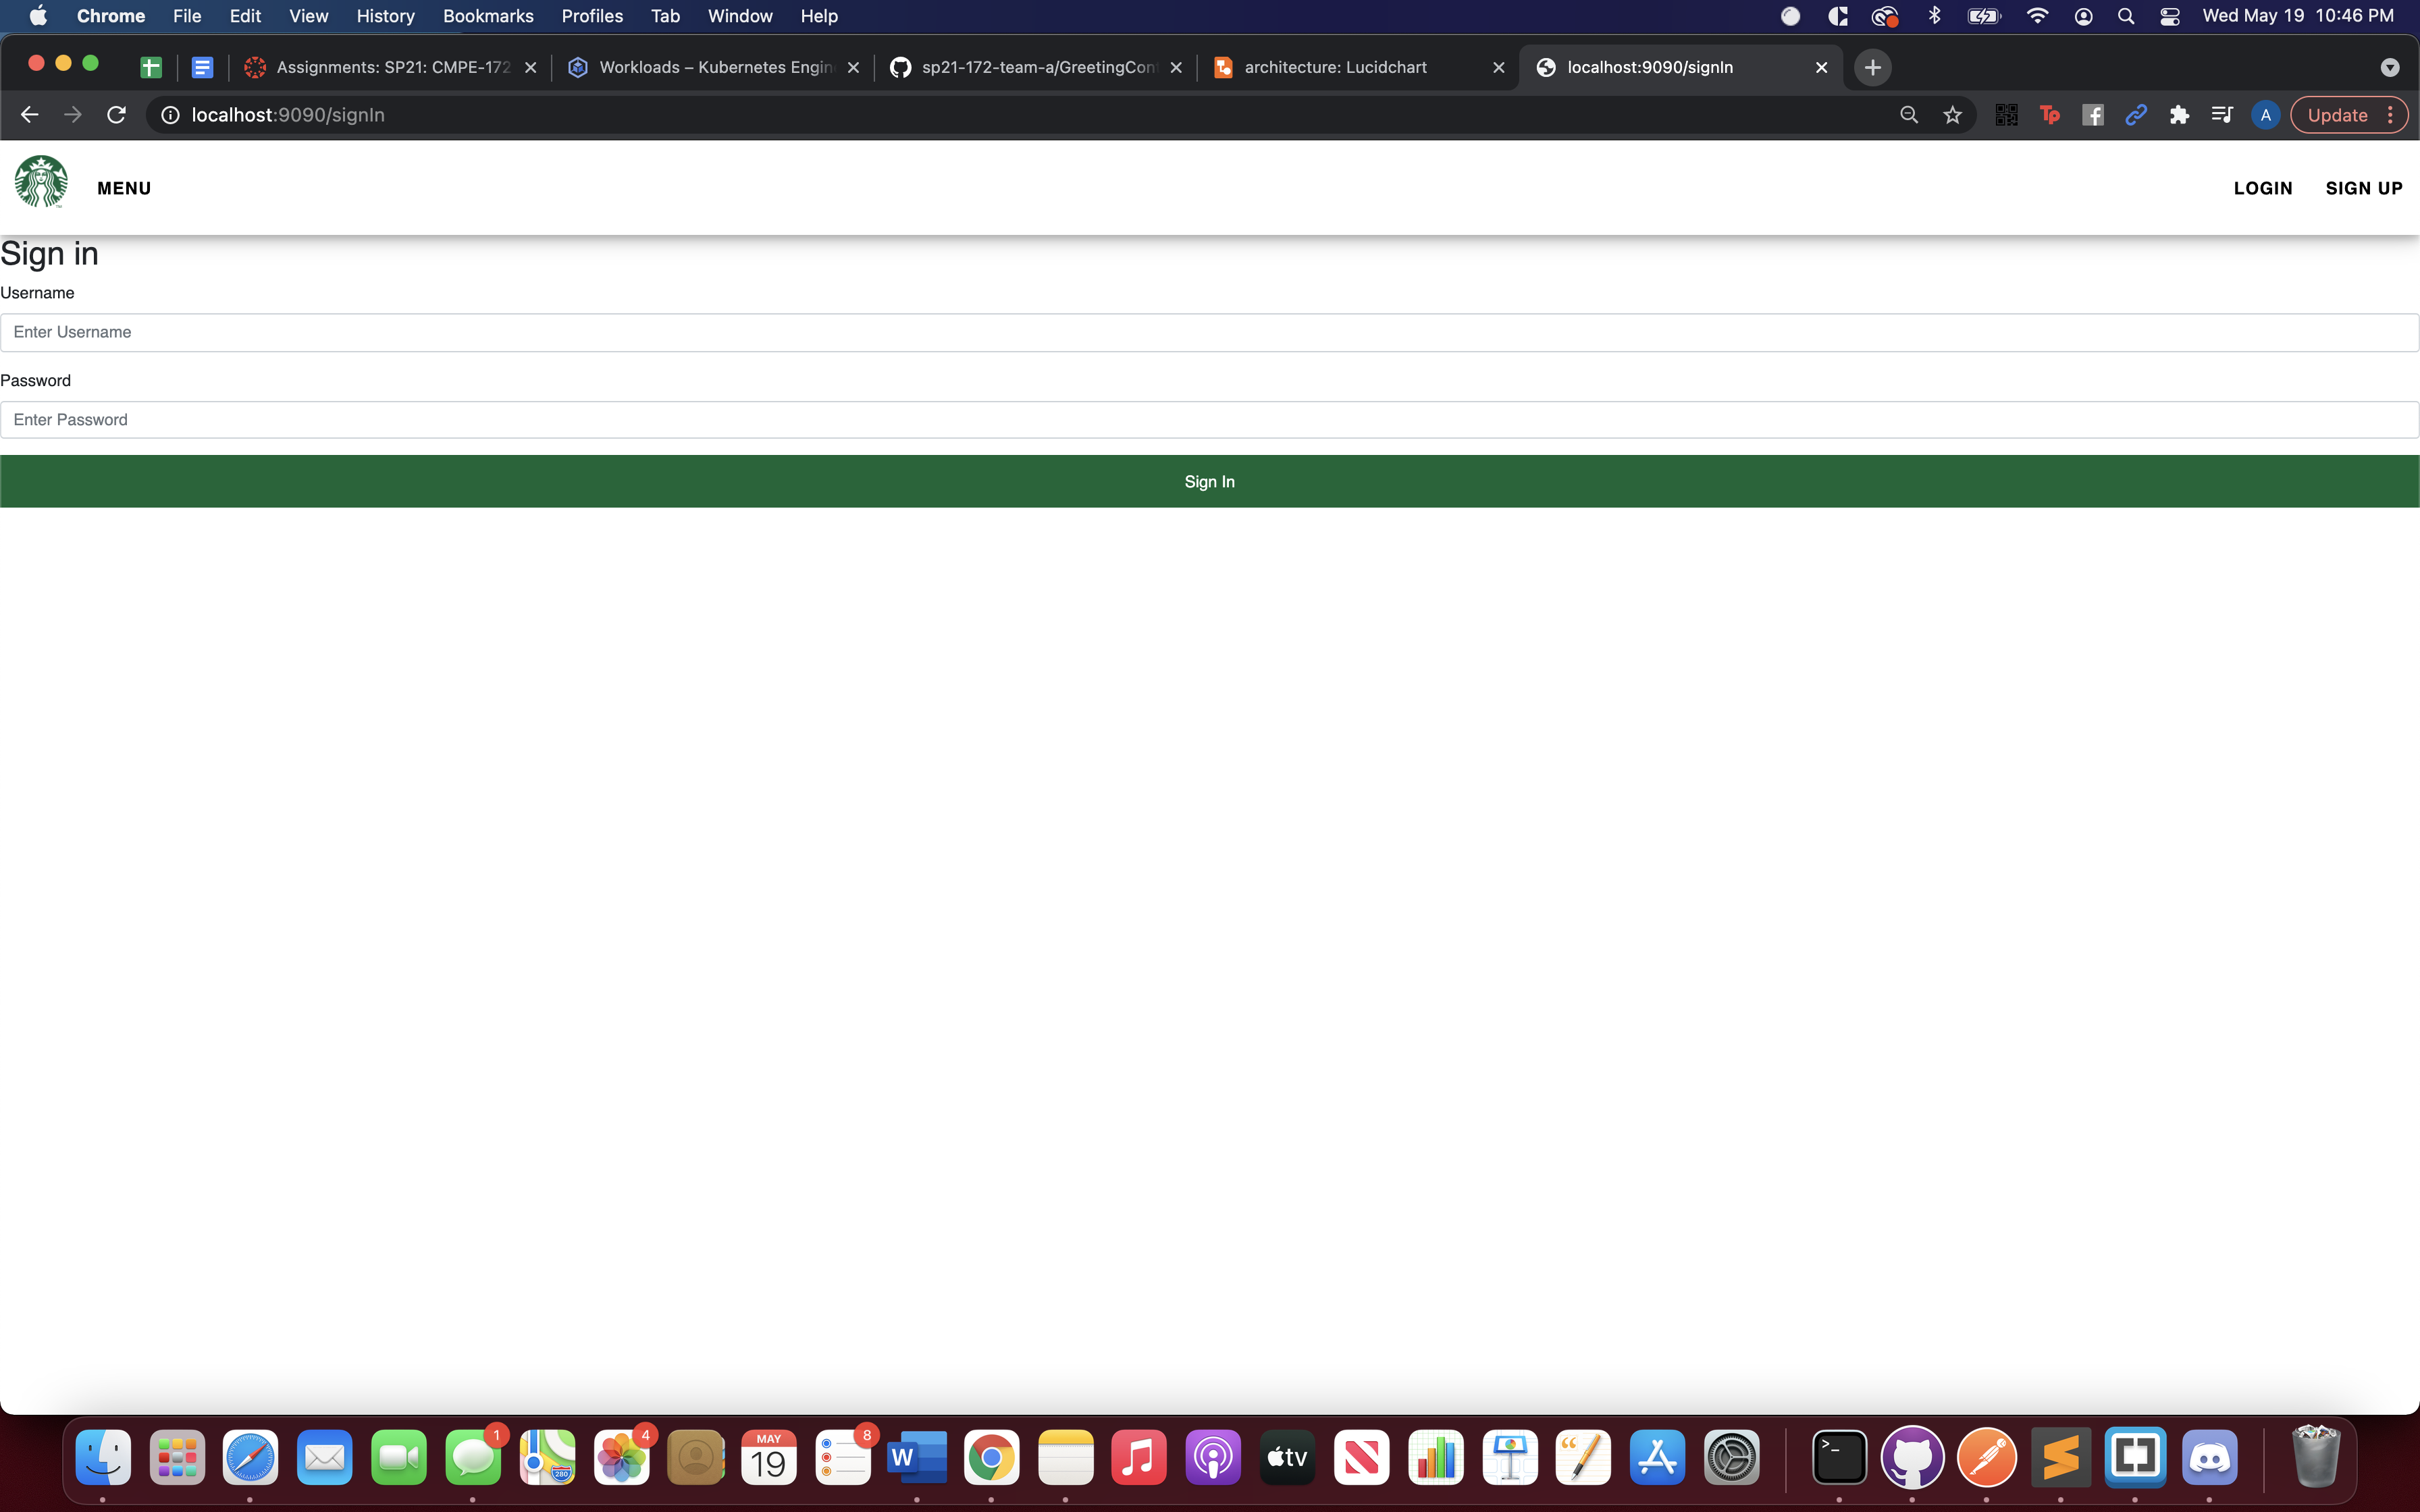 Chrome File Edit View History Bookmarks Profiles Tab Window Help Wed May 19 10:46 PM
Assignments: SP21: CMPE-172 Workloads – Kubernetes Engin sp21-172-team-a/GreetingCon architecture: Lucidchart localhost:9090/signIn
localhost:9090/signIn Tp A Update
MENU LOGIN SIGN UP
Sign in
Username
Enter Username
Password
Enter Password
Sign In
1 4 8
MAY
19
W
280
tv
>_